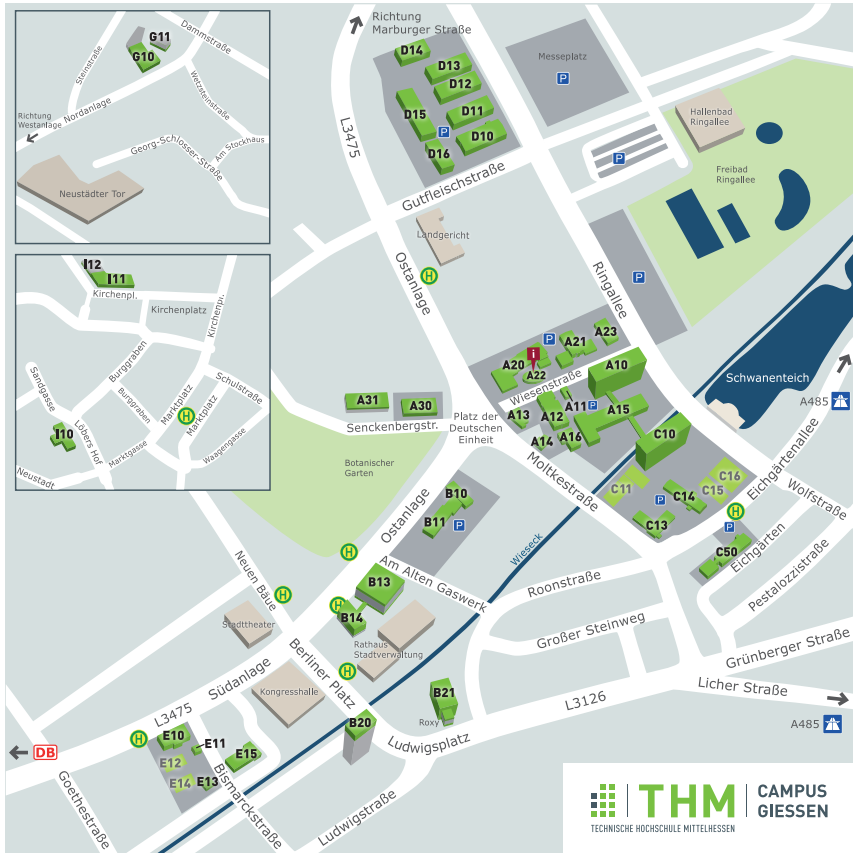 G11
G10
Steinstraße
Dammstraße
Wetzsteinstraße
Nordanlage
Richtung
Westanlage
Georg-Schlosser-Straße
Am Stockhaus
Neustädter Tor
I12
I11
Kirchenpl.
Kirchenplatz
Kirchenpl.
Burggraben
Burggraben
Sandgasse
Löbers Hof
Marktplatz
Marktplatz
H
Schulstraße
I10
Marktgasse
Waagengasse
Neustadt
Richtung
Marburger Straße
L3475
D14
D13
D12
D15
D11
P
D10
D16
Messeplatz
P
Hallenbad
Ringallee
P
Freibad
Ringallee
Gutfleischstraße
Landgericht
H
Ostanlage
Ringallee
P
A23
P
A21
i
A20
A22
A10
Wiesenstraße
Schwanenteich
A485
A31
A30
Senckenbergstr.
Platz der
Deutschen
Einheit
A13
A12
A11
P
A15
A14
A16
C10
Moltkestraße
Botanischer
Garten
C16
C15
C11
C14
P
C13
H
P
Eichgärtenallee
Wolfstraße
C50
Eichgärten
Pestalozzistraße
Ostanlage
B10
B11
P
Wieseck
H
Am Alten Gaswerk
Roonstraße
Neuen Bäue
H
B13
H
B14
Stadttheater
Rathaus
Stadtverwaltung
Großer Steinweg
Grünberger Straße
Berliner Platz
H
Südanlage
Kongresshalle
B21
Roxy
L3126
Licher Straße
A485
L3475
B20
Ludwigsplatz
H
E10
E11
E15
E12
E14
E13
DB
Goethestraße
Bismarckstraße
Ludwigstraße
THM
CAMPUS
GIESSEN
TECHNISCHE HOCHSCHULE MITTELHESSEN